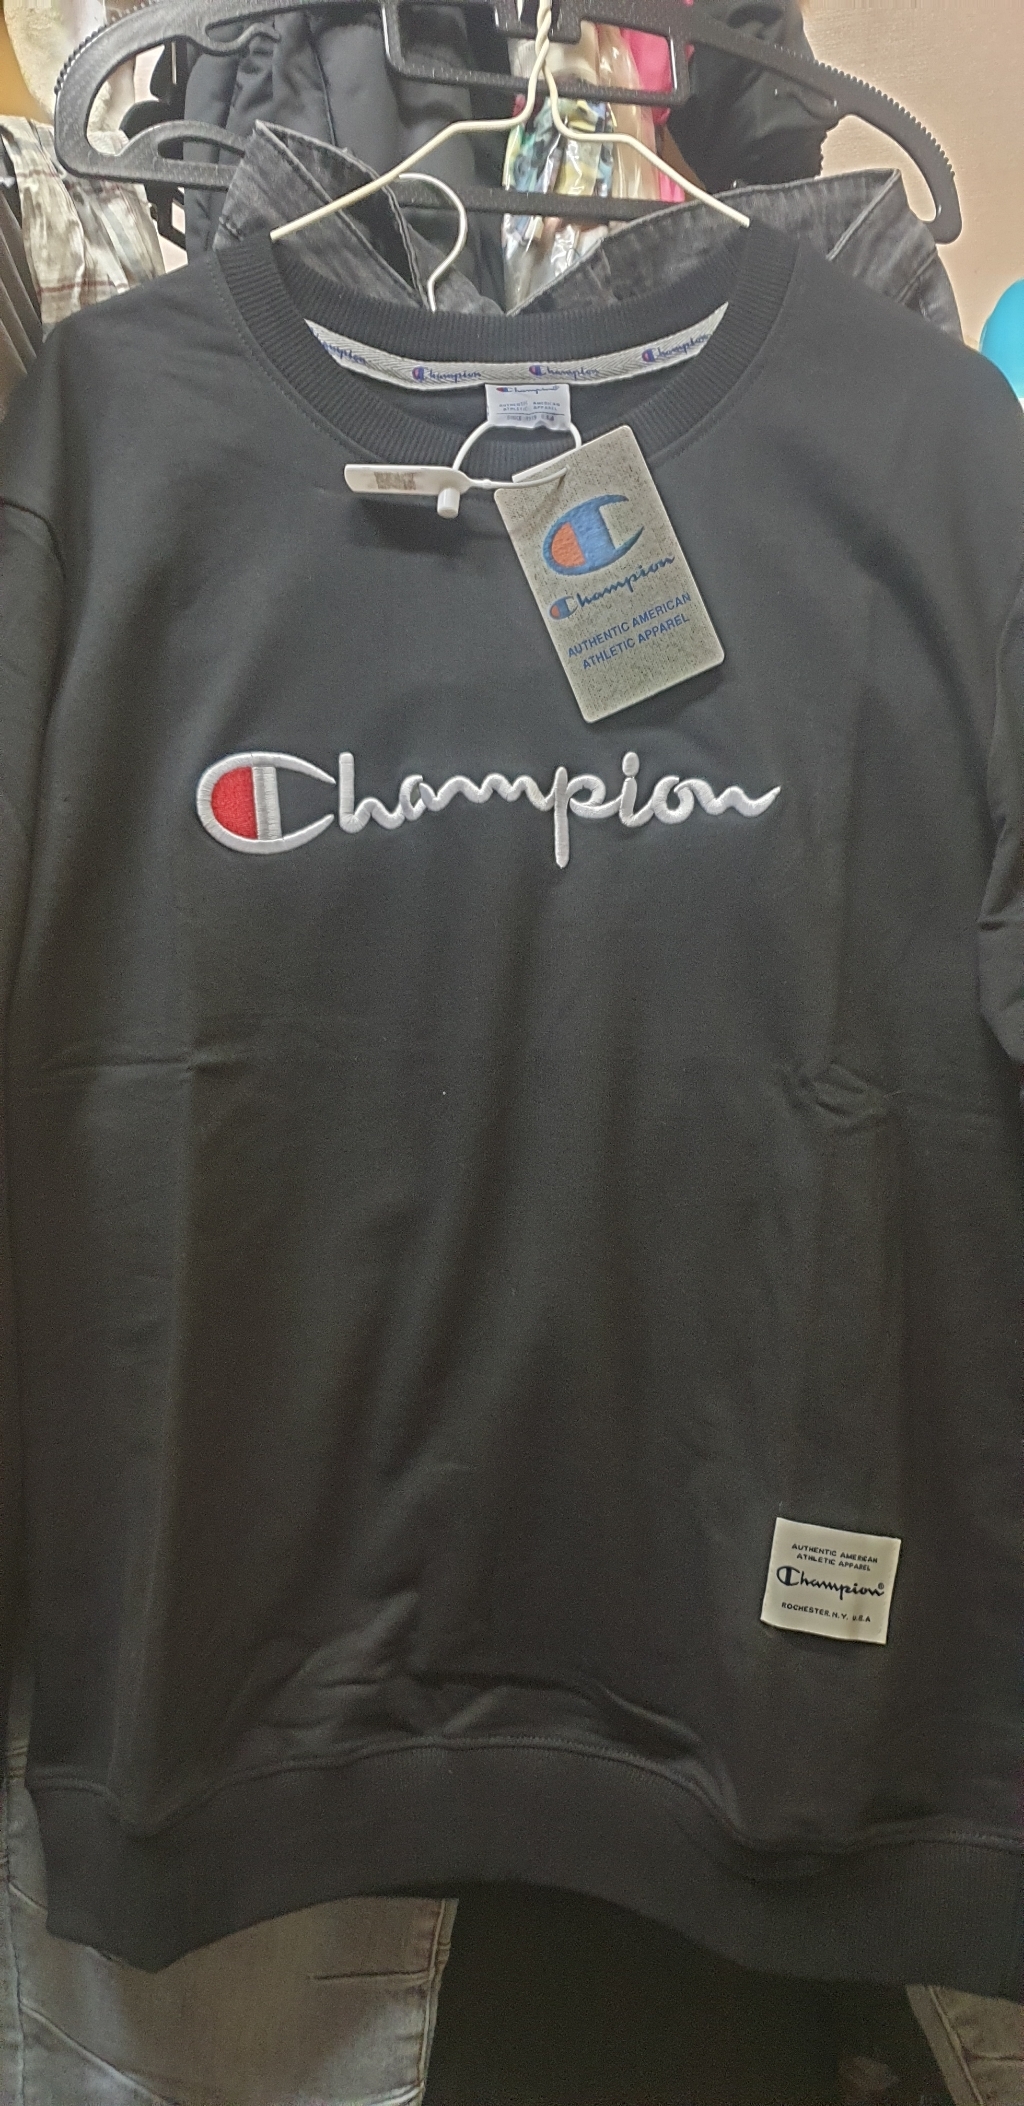 Champion
Champion
Champion
Champion
Champion
AUTHENTIC AMERICAN
ATHLETIC APPAREL
Champion
AUTHENTIC AMERICAN
ATHLETIC APPAREL
Champion
AUTHENTIC AMERICAN
ATHLETIC APPAREL
Champion®
ROCHESTER, N.Y. U.S.A